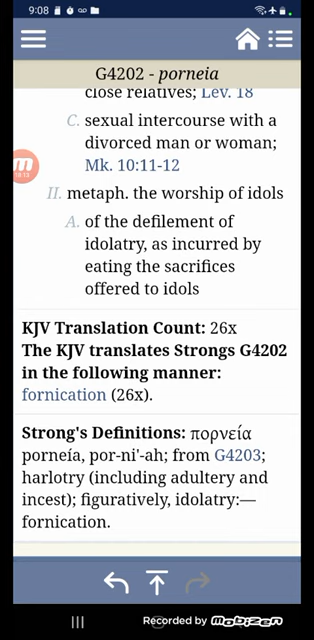 9:08
G4202 - porneia
close relatives; Lev. 18
C. sexual intercourse with a
divorced man or woman;
Mk. 10:11-12
II. metaph. the worship of idols
A. of the defilement of
idolatry, as incurred by
eating the sacrifices
offered to idols
KJV Translation Count: 26x
The KJV translates Strongs G4202
in the following manner:
fornication (26x).
Strong's Definitions: πορνεία
porneía, por-ni'-ah; from G4203;
harlotry (including adultery and
incest); figuratively, idolatry:—
fornication.
Recorded by mobizen